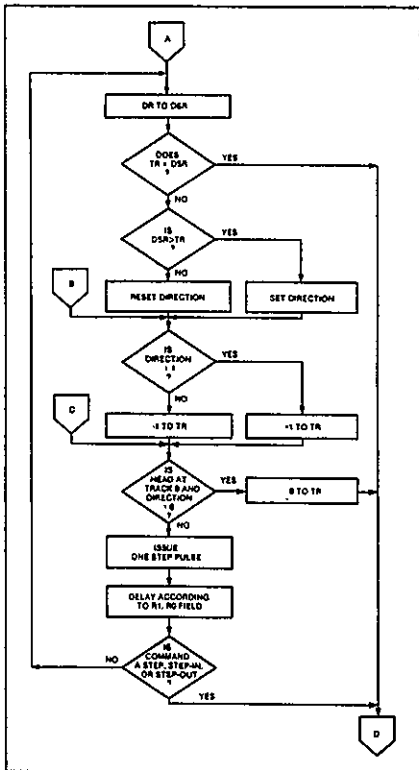 A
DR TO DSR
DOES
TR = DSR
?
YES
NO
IS
DSR>TR
?
YES
NO
B
RESET DIRECTION
SET DIRECTION
IS
DIRECTION
= 1
?
YES
NO
C
-1 TO TR
+1 TO TR
IS
HEAD AT
TRACK 0 AND
DIRECTION
= 0
?
YES
0 TO TR
NO
ISSUE
ONE STEP PULSE
DELAY ACCORDING
TO R1, R0 FIELD
IS
COMMAND
A STEP, STEP-IN,
OR STEP-OUT
?
NO
YES
D